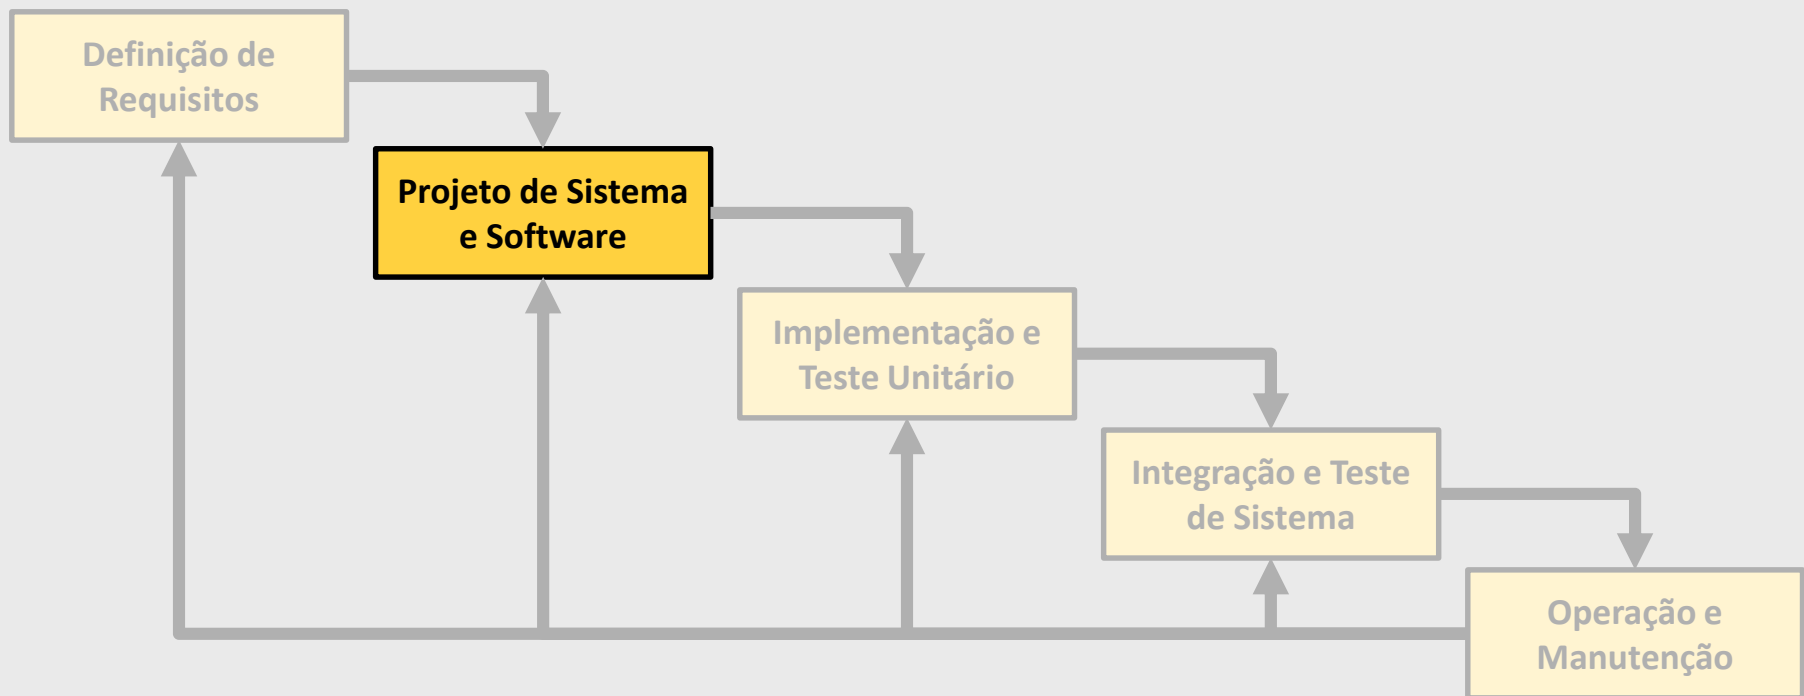 Definição de
Requisitos
Projeto de Sistema
e Software
Implementação e
Teste Unitário
Integração e Teste
de Sistema
Operação e
Manutenção